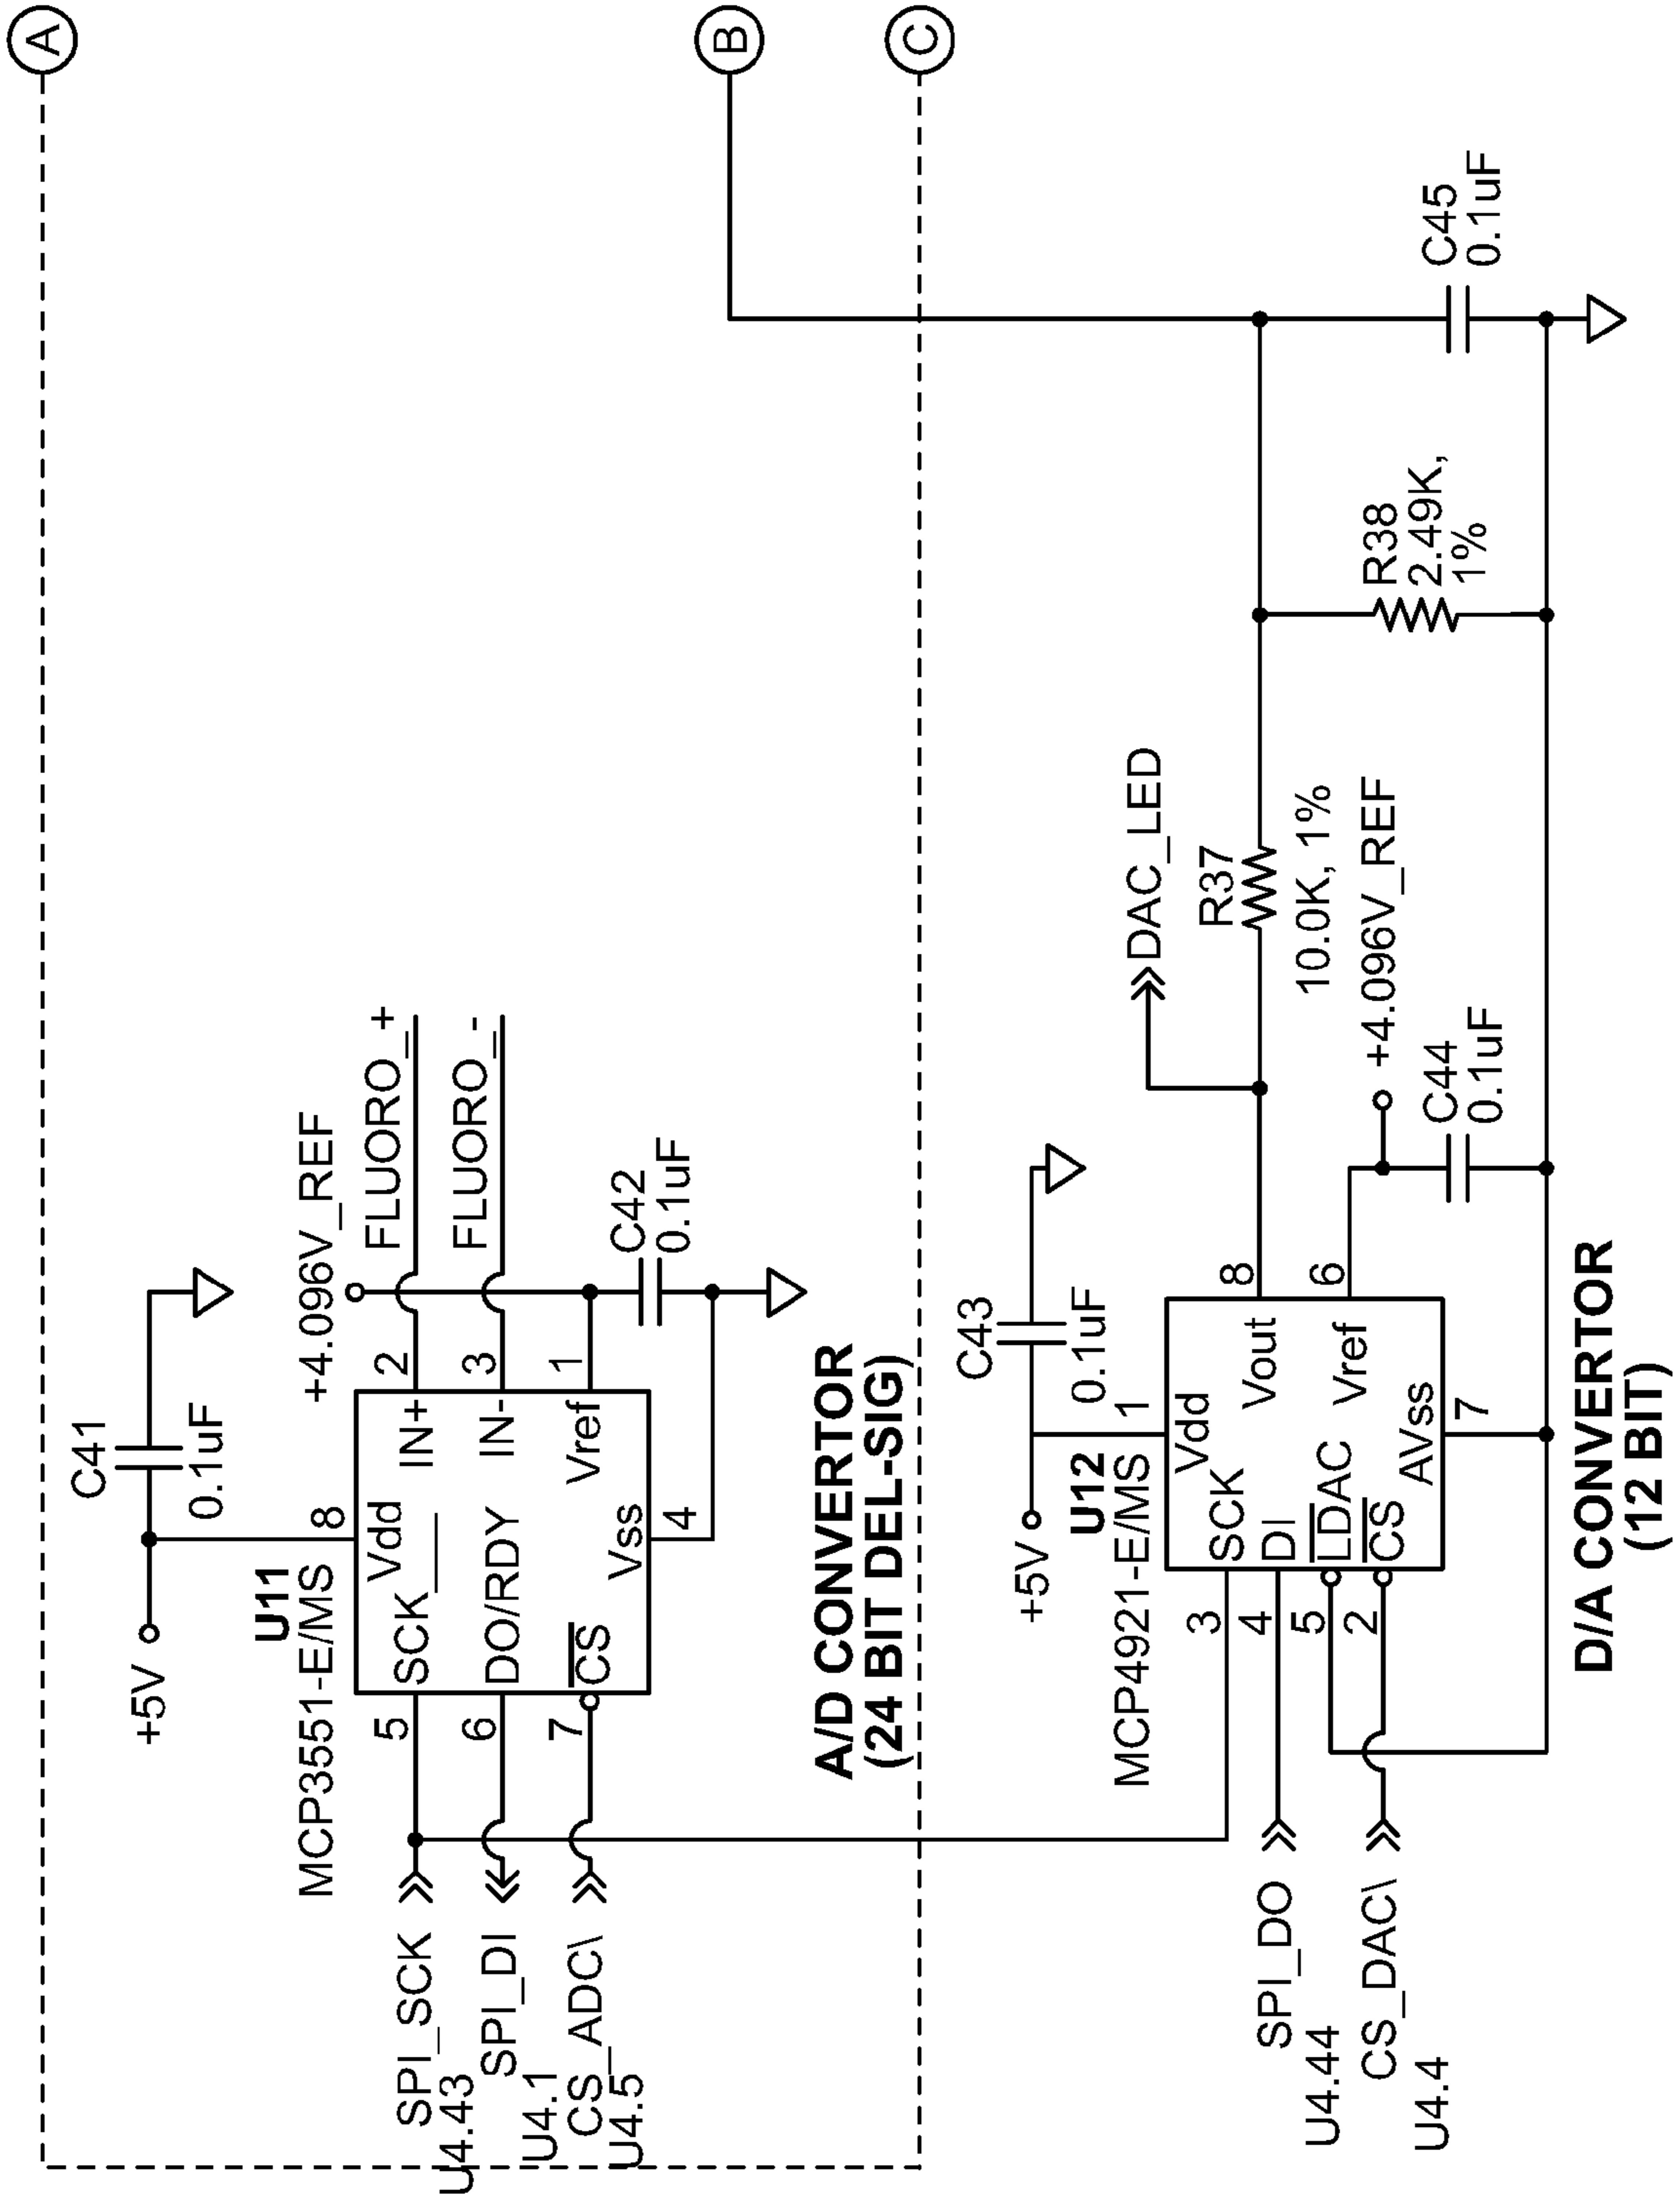 A
B
C
C41
0.1uF
+5V
U11
MCP3551-E/MS
8
Vdd
SCK
DO/RDY
CS
IN+
IN-
Vref
Vss
5
6
7
2
3
1
4
+4.096V_REF
FLUORO_+
FLUORO_-
C42
0.1uF
SPI_SCK
U4.43
SPI_DI
U4.1
CS_ADC\
U4.5
A/D CONVERTOR
(24 BIT DEL-SIG)
C43
0.1uF
+5V
U12
MCP4921-E/MS
1
Vdd
SCK
DI
LDAC
CS
Vout
Vref
AVss
3
4
5
2
8
6
7
DAC_LED
R37
10.0K, 1%
+4.096V_REF
C44
0.1uF
R38
2.49K,
1%
C45
0.1uF
SPI_DO
U4.44
CS_DAC\
U4.4
D/A CONVERTOR
(12 BIT)